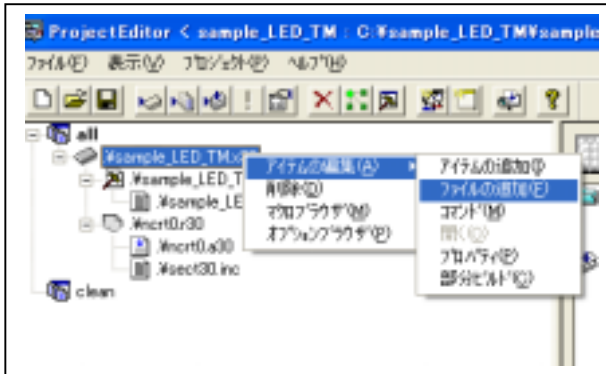 ProjectEditor < sample_LED_TM : C:¥sample_LED_TM¥sample
ファイル(F) 表示(V) プロジェクト(P) ヘルプ(H)
all
.¥sample_LED_TM.x30
.¥sample_LED_T
.¥sample_LE
.¥ncrt0.r30
.¥ncrt0.a30
.¥sect30.inc
clean
アイテムの編集(A)
削除(D)
マクロブラウザ(M)
オプションブラウザ(P)
アイテムの追加(I)
ファイルの追加(F)
コマンド(M)
開く(O)
プロパティ(P)
部分ビルド(C)